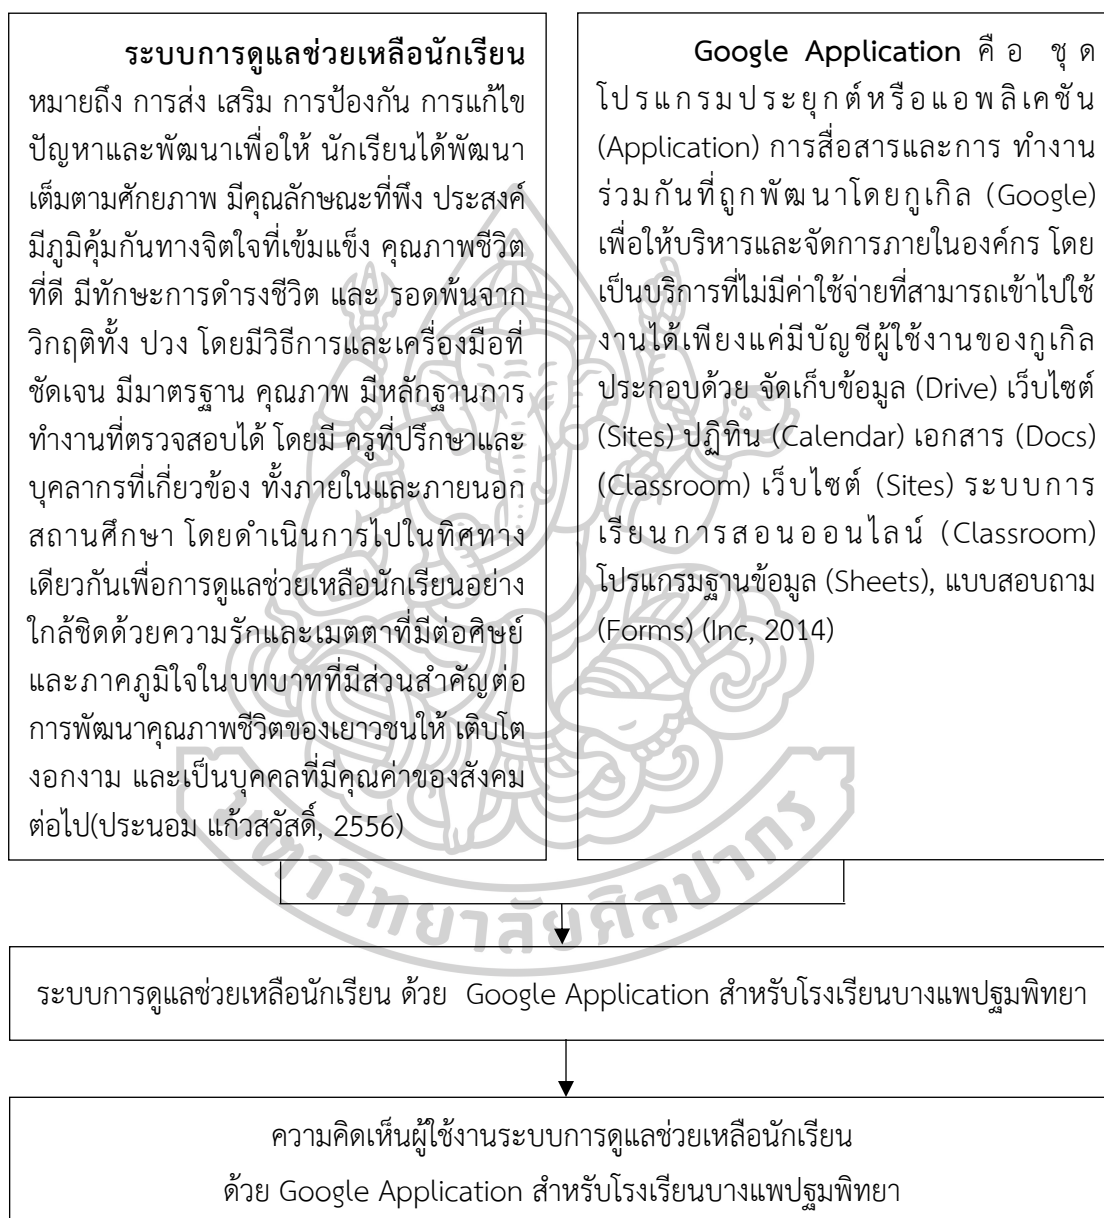 ระบบการดูแลช่วยเหลือนักเรียน
หมายถึง การส่ง เสริม การป้องกัน การแก้ไข
ปัญหาและพัฒนาเพื่อให้ นักเรียนได้พัฒนา
เต็มตามศักยภาพ มีคุณลักษณะที่พึง ประสงค์
มีภูมิคุ้มกันทางจิตใจที่เข้มแข็ง คุณภาพชีวิต
ที่ดี มีทักษะการดำรงชีวิต และ รอดพ้นจาก
วิกฤติทั้ง ปวง โดยมีวิธีการและเครื่องมือที่
ชัดเจน มีมาตรฐาน คุณภาพ มีหลักฐานการ
ทำงานที่ตรวจสอบได้ โดยมี ครูที่ปรึกษาและ
บุคลากรที่เกี่ยวข้อง ทั้งภายในและภายนอก
สถานศึกษา โดยดำเนินการไปในทิศทาง
เดียวกันเพื่อการดูแลช่วยเหลือนักเรียนอย่าง
ใกล้ชิดด้วยความรักและเมตตาที่มีต่อศิษย์
และภาคภูมิใจในบทบาทที่มีส่วนสำคัญต่อ
การพัฒนาคุณภาพชีวิตของเยาวชนให้ เติบโต
งอกงาม และเป็นบุคคลที่มีคุณค่าของสังคม
ต่อไป(ประนอม แก้วสวัสดิ์, 2556)
Google Application คือ ชุด
โปรแกรมประยุกต์หรือแอพลิเคชัน
(Application) การสื่อสารและการ ทำงาน
ร่วมกันที่ถูกพัฒนาโดยกูเกิล (Google)
เพื่อให้บริหารและจัดการภายในองค์กร โดย
เป็นบริการที่ไม่มีค่าใช้จ่ายที่สามารถเข้าไปใช้
งานได้เพียงแค่มีบัญชีผู้ใช้งานของกูเกิล
ประกอบด้วย จัดเก็บข้อมูล (Drive) เว็บไซต์
(Sites) ปฏิทิน (Calendar) เอกสาร (Docs)
(Classroom) เว็บไซต์ (Sites) ระบบการ
เรียนการสอนออนไลน์ (Classroom)
โปรแกรมฐานข้อมูล (Sheets), แบบสอบถาม
(Forms) (Inc, 2014)
มหาวิทยาลัยศิลปากร
ระบบการดูแลช่วยเหลือนักเรียน ด้วย Google Application สำหรับโรงเรียนบางแพปฐมพิทยา
ความคิดเห็นผู้ใช้งานระบบการดูแลช่วยเหลือนักเรียน
ด้วย Google Application สำหรับโรงเรียนบางแพปฐมพิทยา